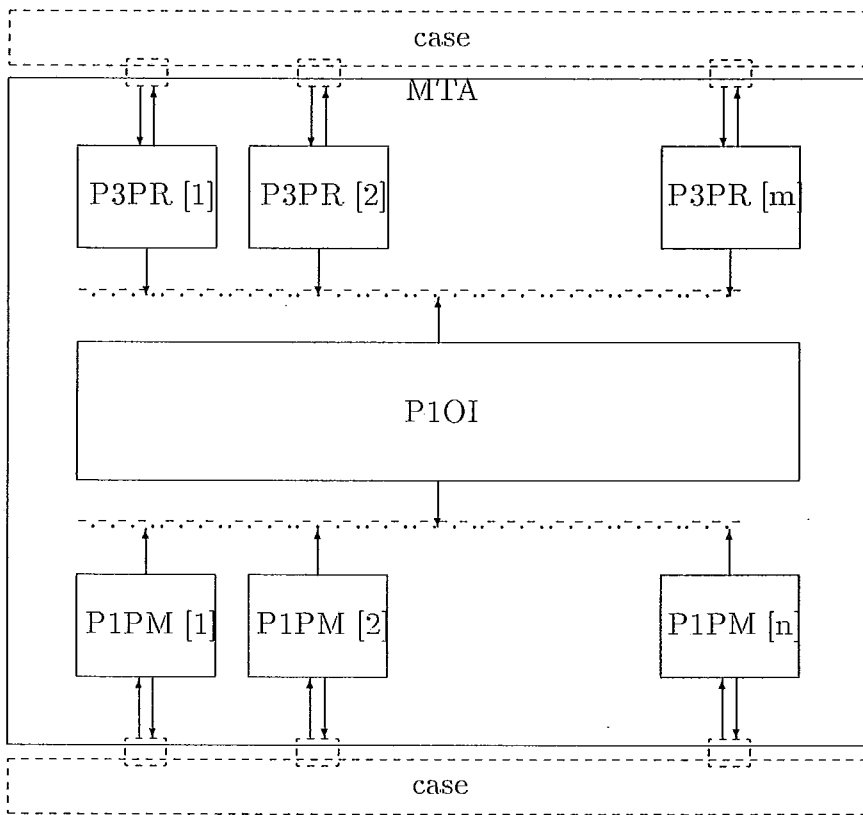 case
MTA
P3PR [1] P3PR [2] P3PR [m]
P1OI
P1PM [1] P1PM [2] P1PM [n]
case